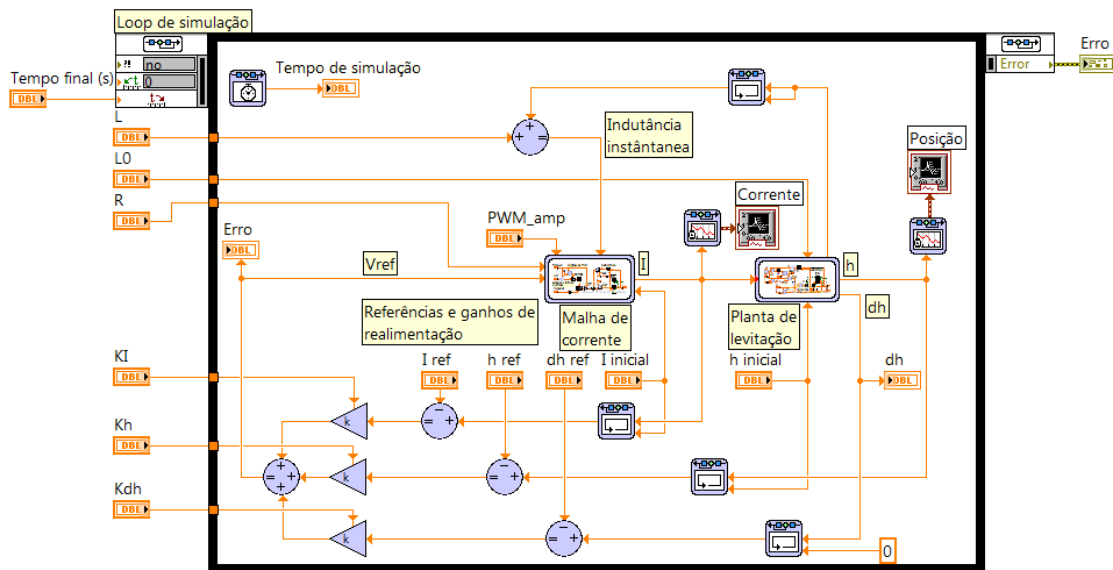 Loop de simulação
?! no
0
Error
Erro
Tempo final (s)
DBL
Tempo de simulação
DBL
L
DBL
+ + =
Indutância
instântanea
Posição
L0
DBL
R
DBL
Corrente
PWM_amp
DBL
Erro
DBL
Vref
I
h
dh
Referências e ganhos de
realimentação
Malha de
corrente
Planta de
levitação
I ref
h ref
dh ref
I inicial
h inicial
dh
DBL
DBL
DBL
DBL
DBL
DBL
KI
DBL
k
= − +
Kh
DBL
+ = + +
k
= − +
Kdh
DBL
k
= − +
0